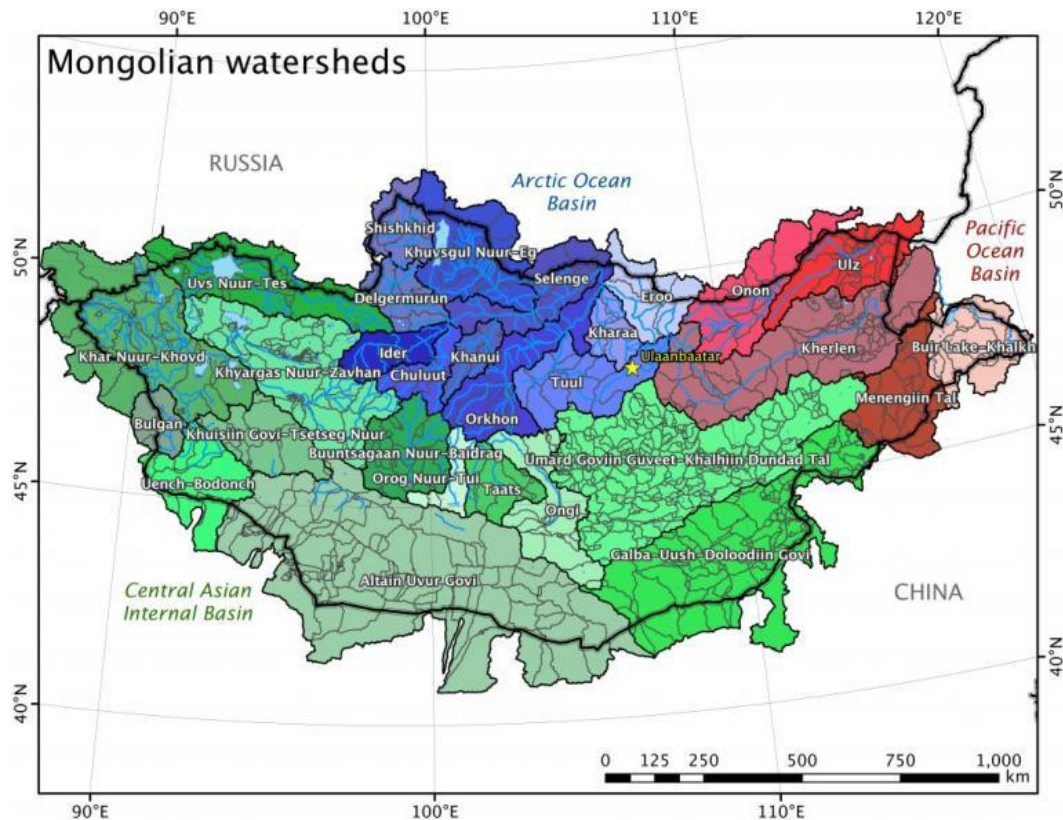 90°E
100°E
110°E
120°E
Mongolian watersheds
RUSSIA
Arctic Ocean
Basin
50°N
Pacific
Ocean
Basin
Shishkhid
Khuvsgul Nuur-Eg
50°N
Uvs Nuur-Tes
Selenge
Ulz
Delgermurun
Eroo
Onon
Kharaa
Khar Nuur-Khovd
Ider
Khanui
Ulaanbaatar
Kherlen
Buir Lake-Khalkh
Khyargas Nuur-Zavhan
Chuluut
Tuul
Menengiin Tal
Bulgan
Orkhon
Khuisiin Govi-Tsetseg Nuur
45°N
Buuntsagaan Nuur-Baidrag
Umard Goviin Guveet-Khalhiin Dundad Tal
45°N
Uench-Bodonch
Orog Nuur-Tui
Taats
Ongi
Galba-Uush-Doloodiin Govi
Altain Uvur Govi
Central Asian
Internal Basin
CHINA
40°N
40°N
0 125 250 500 750 1,000
km
90°E
100°E
110°E